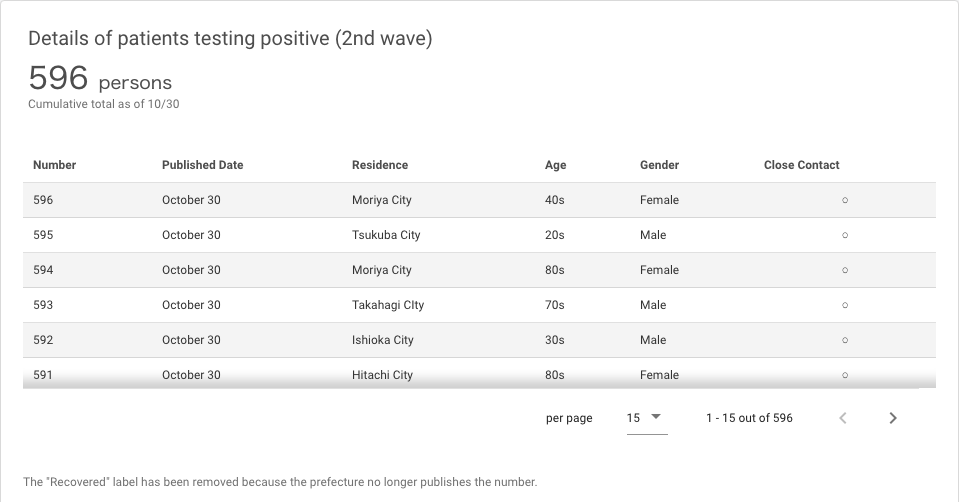 Details of patients testing positive (2nd wave)
596 persons
Cumulative total as of 10/30
Number Published Date Residence Age Gender Close Contact
596 October 30 Moriya City 40s Female ○
595 October 30 Tsukuba City 20s Male ○
594 October 30 Moriya City 80s Female ○
593 October 30 Takahagi CIty 70s Male ○
592 October 30 Ishioka City 30s Male ○
591 October 30 Hitachi City 80s Female ○
per page 15 1 - 15 out of 596
The "Recovered" label has been removed because the prefecture no longer publishes the number.